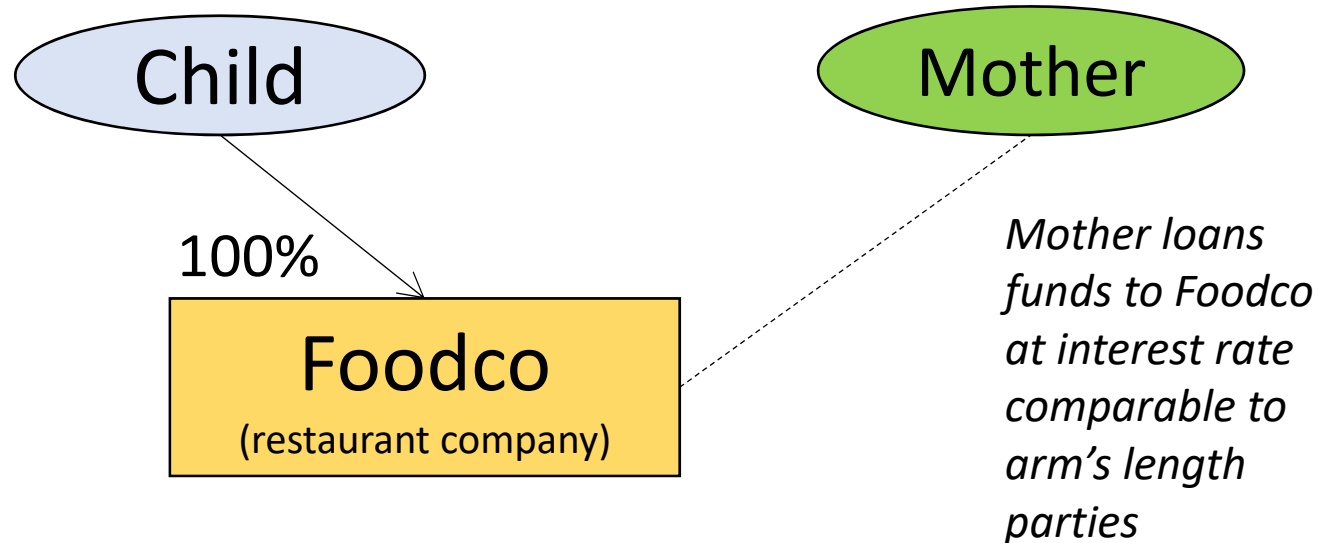 Child
Mother
100%
Foodco
(restaurant company)
Mother loans
funds to Foodco
at interest rate
comparable to
arm’s length
parties